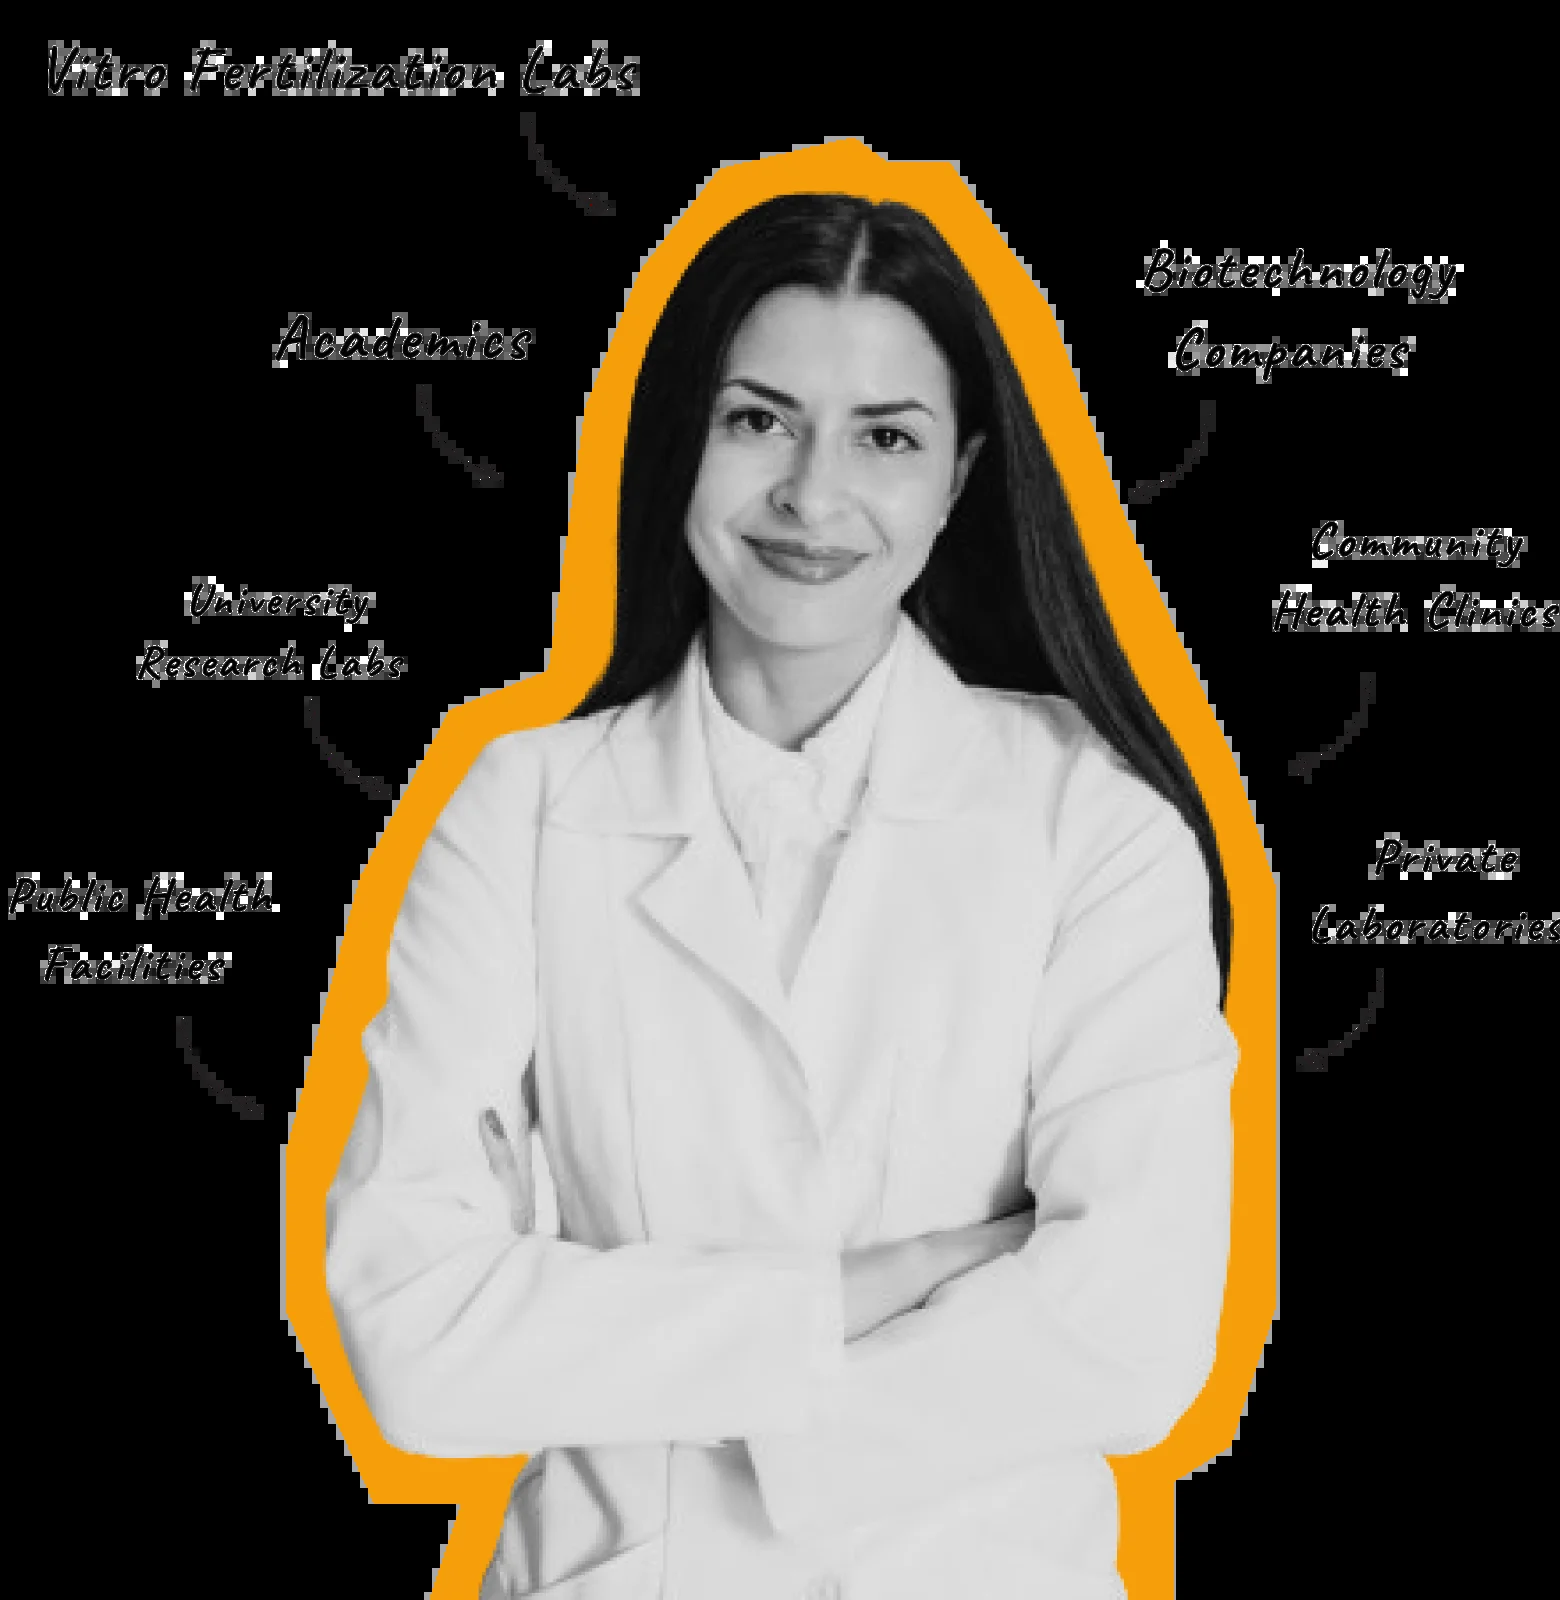 Vitro Fertilization Labs
Academics
University
Research Labs
Public Health
Facilities
Biotechnology
Companies
Community
Health Clinics
Private
Laboratories